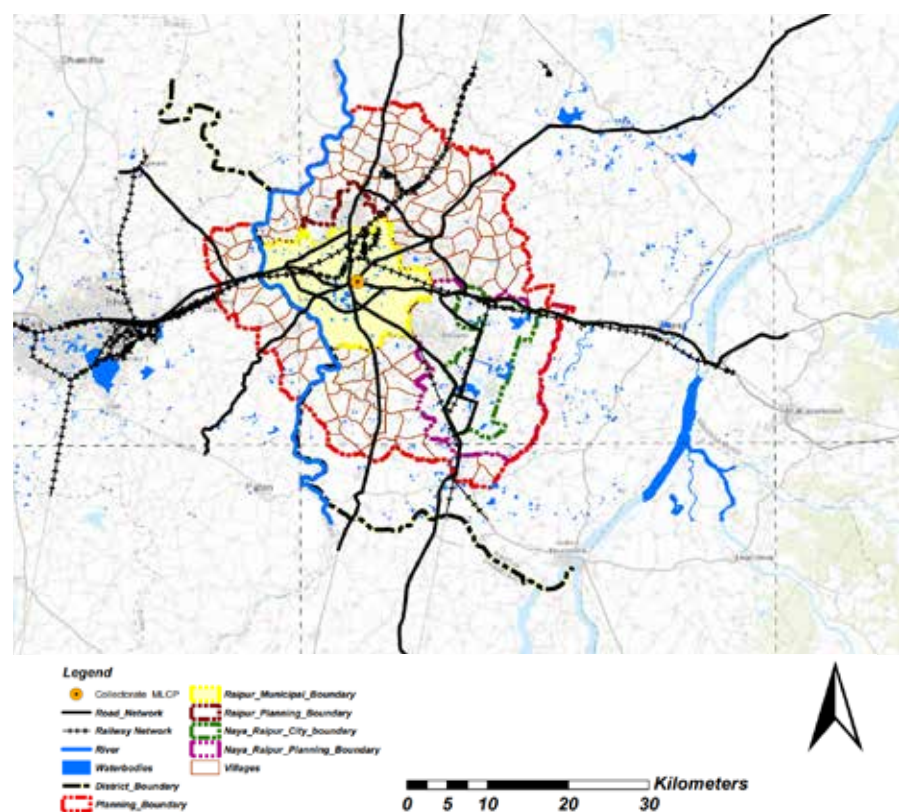 Patan
Legend
Collectorate MLCP
Road_Network
Railway Network
River
Waterbodies
District_Boundary
Planning_Boundary
Raipur_Municipal_Boundary
Raipur_Planning_Boundary
Naya_Raipur_City_boundary
Naya_Raipur_Planning_Boundary
Villages
Kilometers
0 5 10 20 30